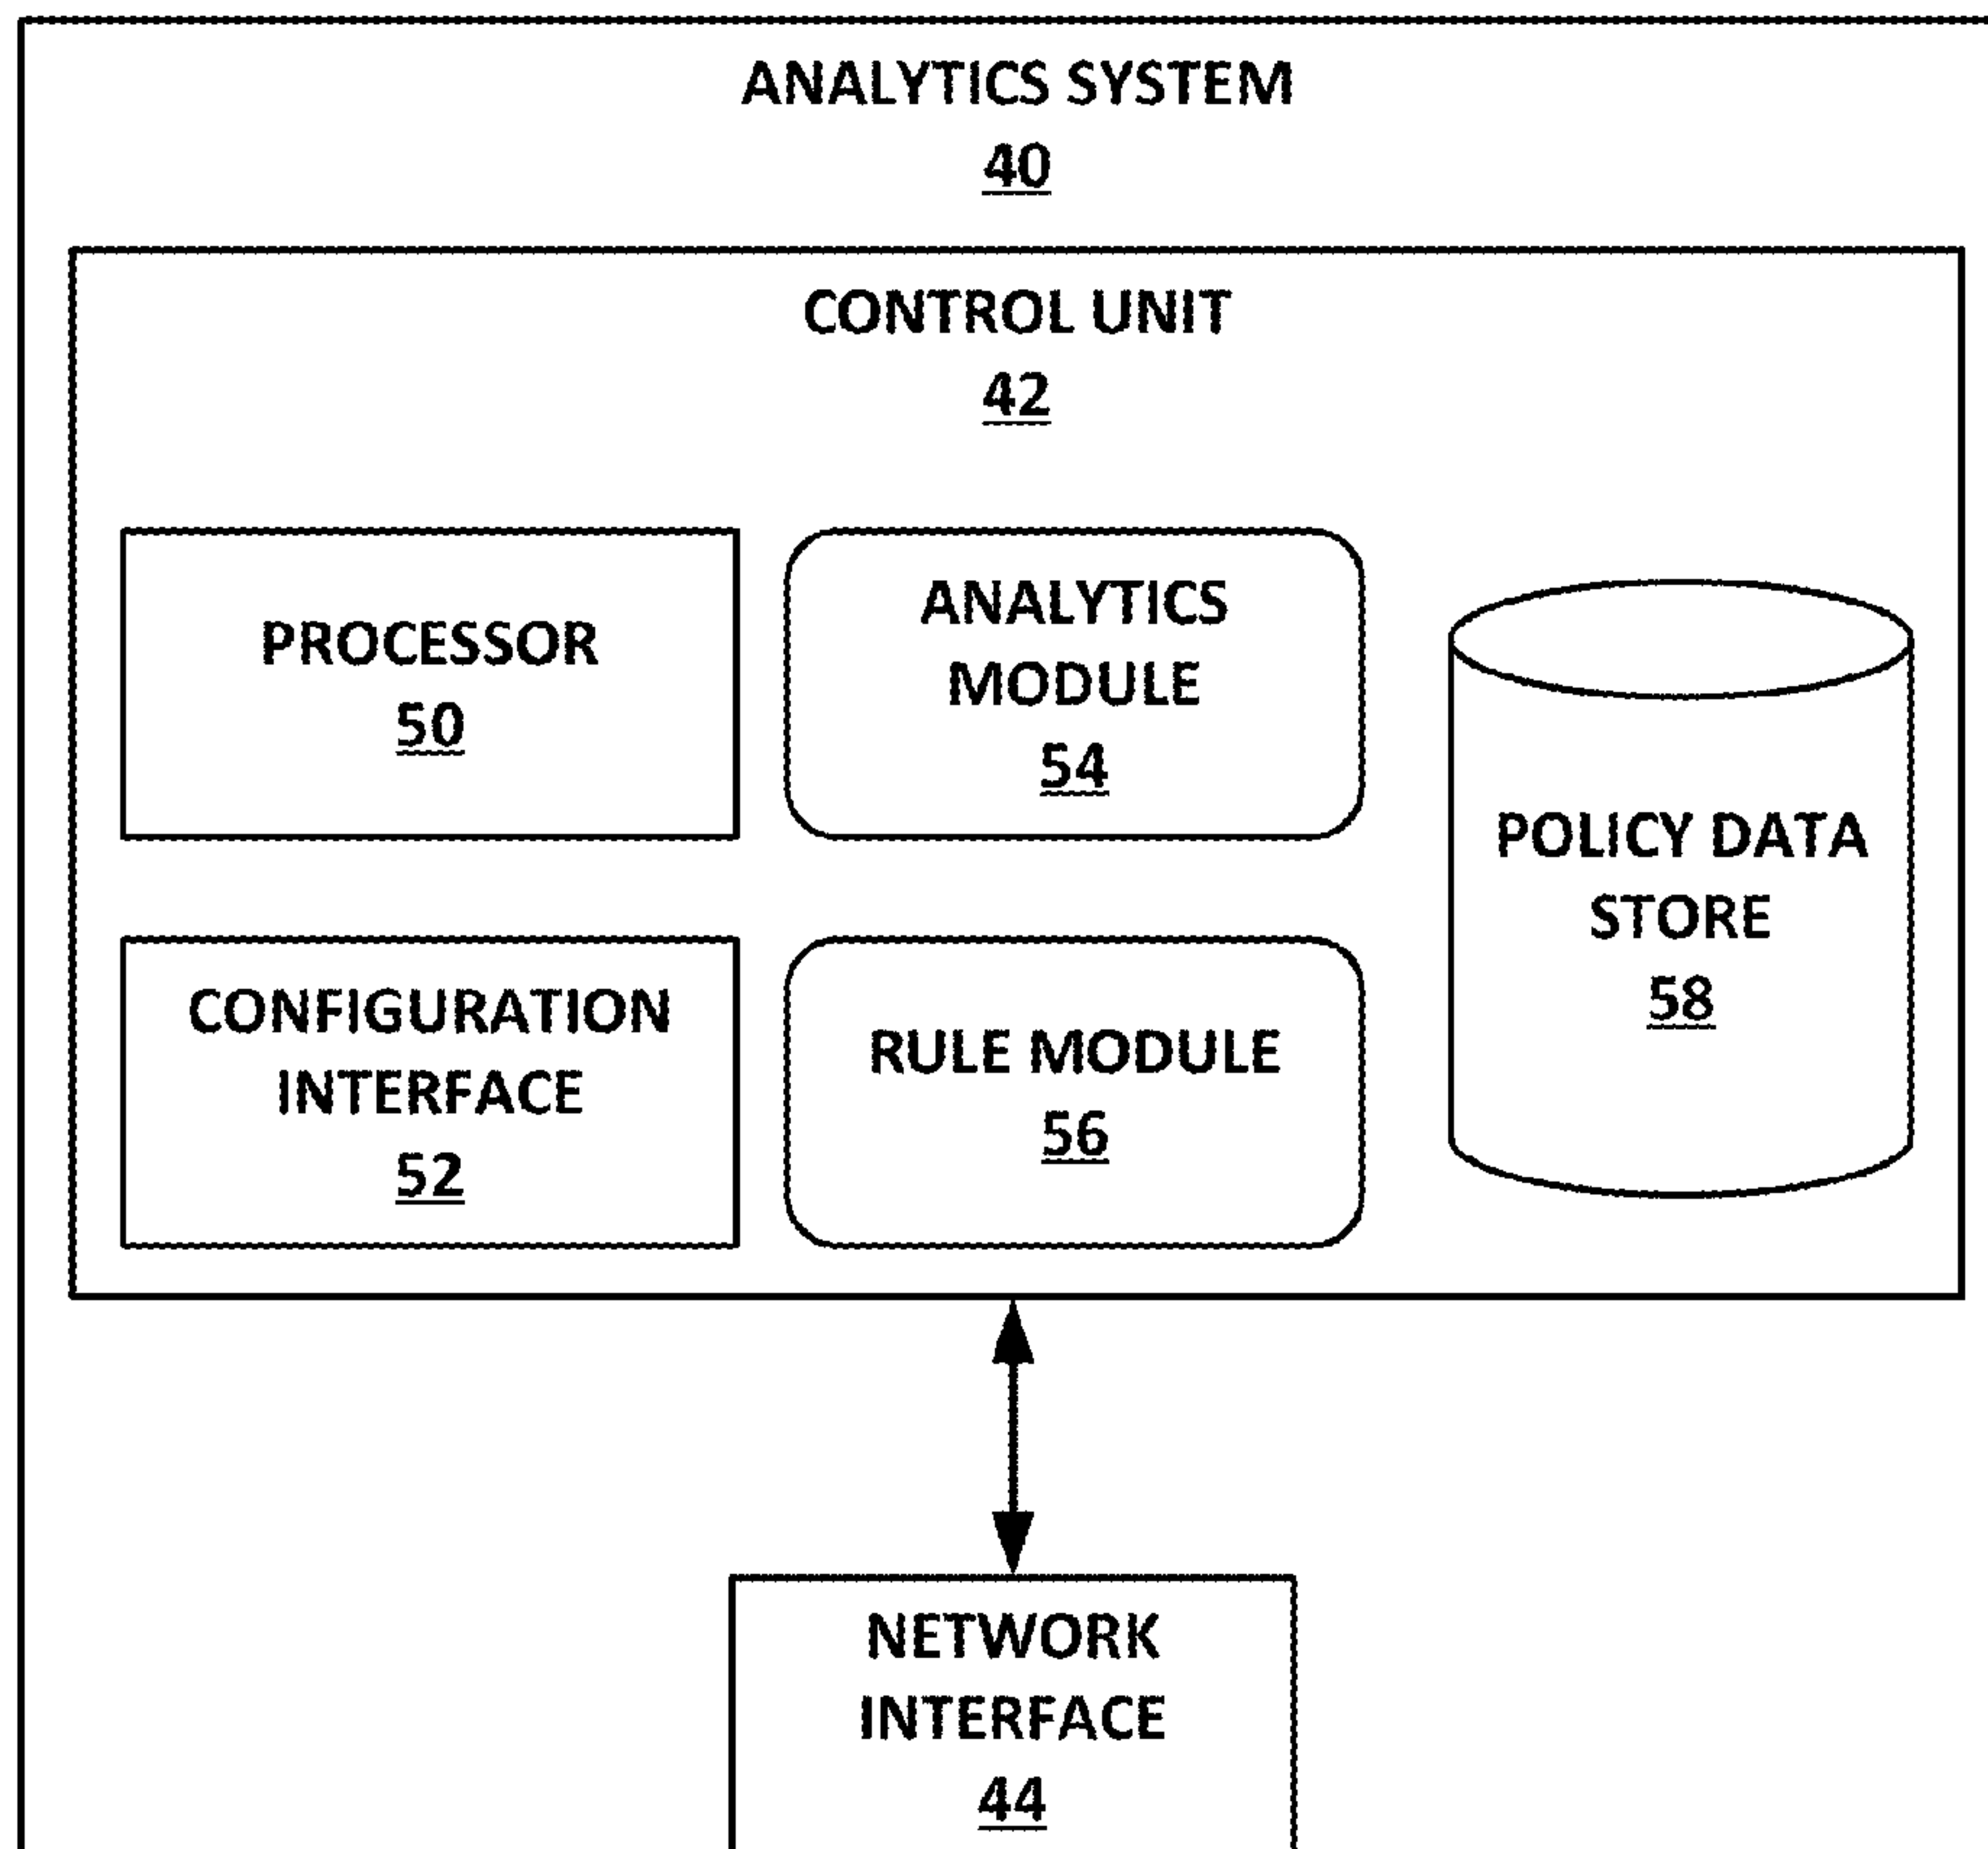 ANALYTICS SYSTEM
40
CONTROL UNIT
42
PROCESSOR
50
ANALYTICS
MODULE
54
POLICY DATA
STORE
58
CONFIGURATION
INTERFACE
52
RULE MODULE
56
NETWORK
INTERFACE
44